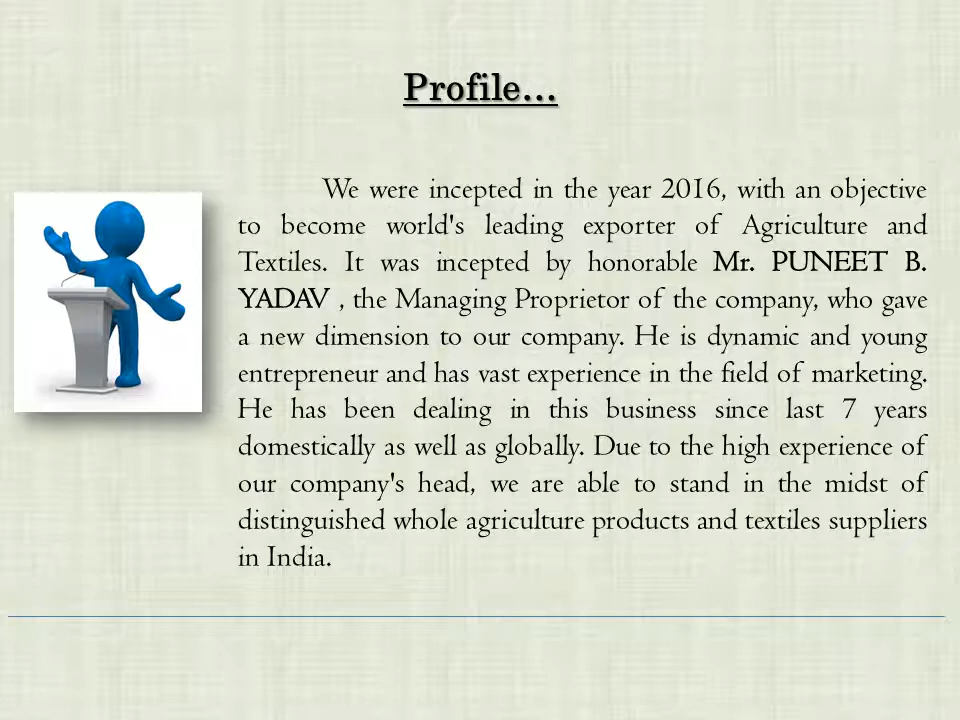 Profile...
We were incepted in the year 2016, with an objective
to become world's leading exporter of Agriculture and
Textiles. It was incepted by honorable Mr. PUNEET B.
YADAV , the Managing Proprietor of the company, who gave
a new dimension to our company. He is dynamic and young
entrepreneur and has vast experience in the field of marketing.
He has been dealing in this business since last 7 years
domestically as well as globally. Due to the high experience of
our company's head, we are able to stand in the midst of
distinguished whole agriculture products and textiles suppliers
in India.